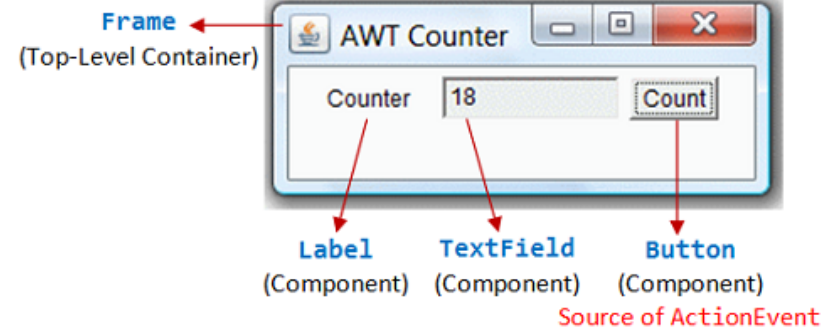 Frame
(Top-Level Container)
AWT Counter
Counter 18 Count
Label TextField Button
(Component) (Component) (Component)
Source of ActionEvent